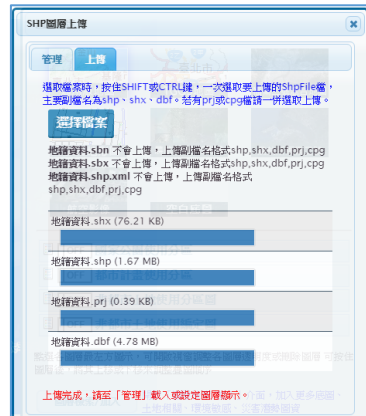 SHP圖層上傳
管理
上傳
選取檔案時，按住SHIFT或CTRL鍵，一次選取要上傳的ShpFile檔，
主要副檔名為shp、shx、dbf。若有prj或cpg檔請一併選取上傳。
選擇檔案
地籍資料.sbn 不會上傳，上傳副檔名格式shp,shx,dbf,prj,cpg
地籍資料.sbx 不會上傳，上傳副檔名格式shp,shx,dbf,prj,cpg
地籍資料.shp.xml 不會上傳，上傳副檔名格式
shp,shx,dbf,prj,cpg
地籍資料.shx (76.21 KB)
地籍資料.shp (1.67 MB)
地籍資料.prj (0.39 KB)
地籍資料.dbf (4.78 MB)
上傳完成，請至「管理」載入或設定圖層顯示。